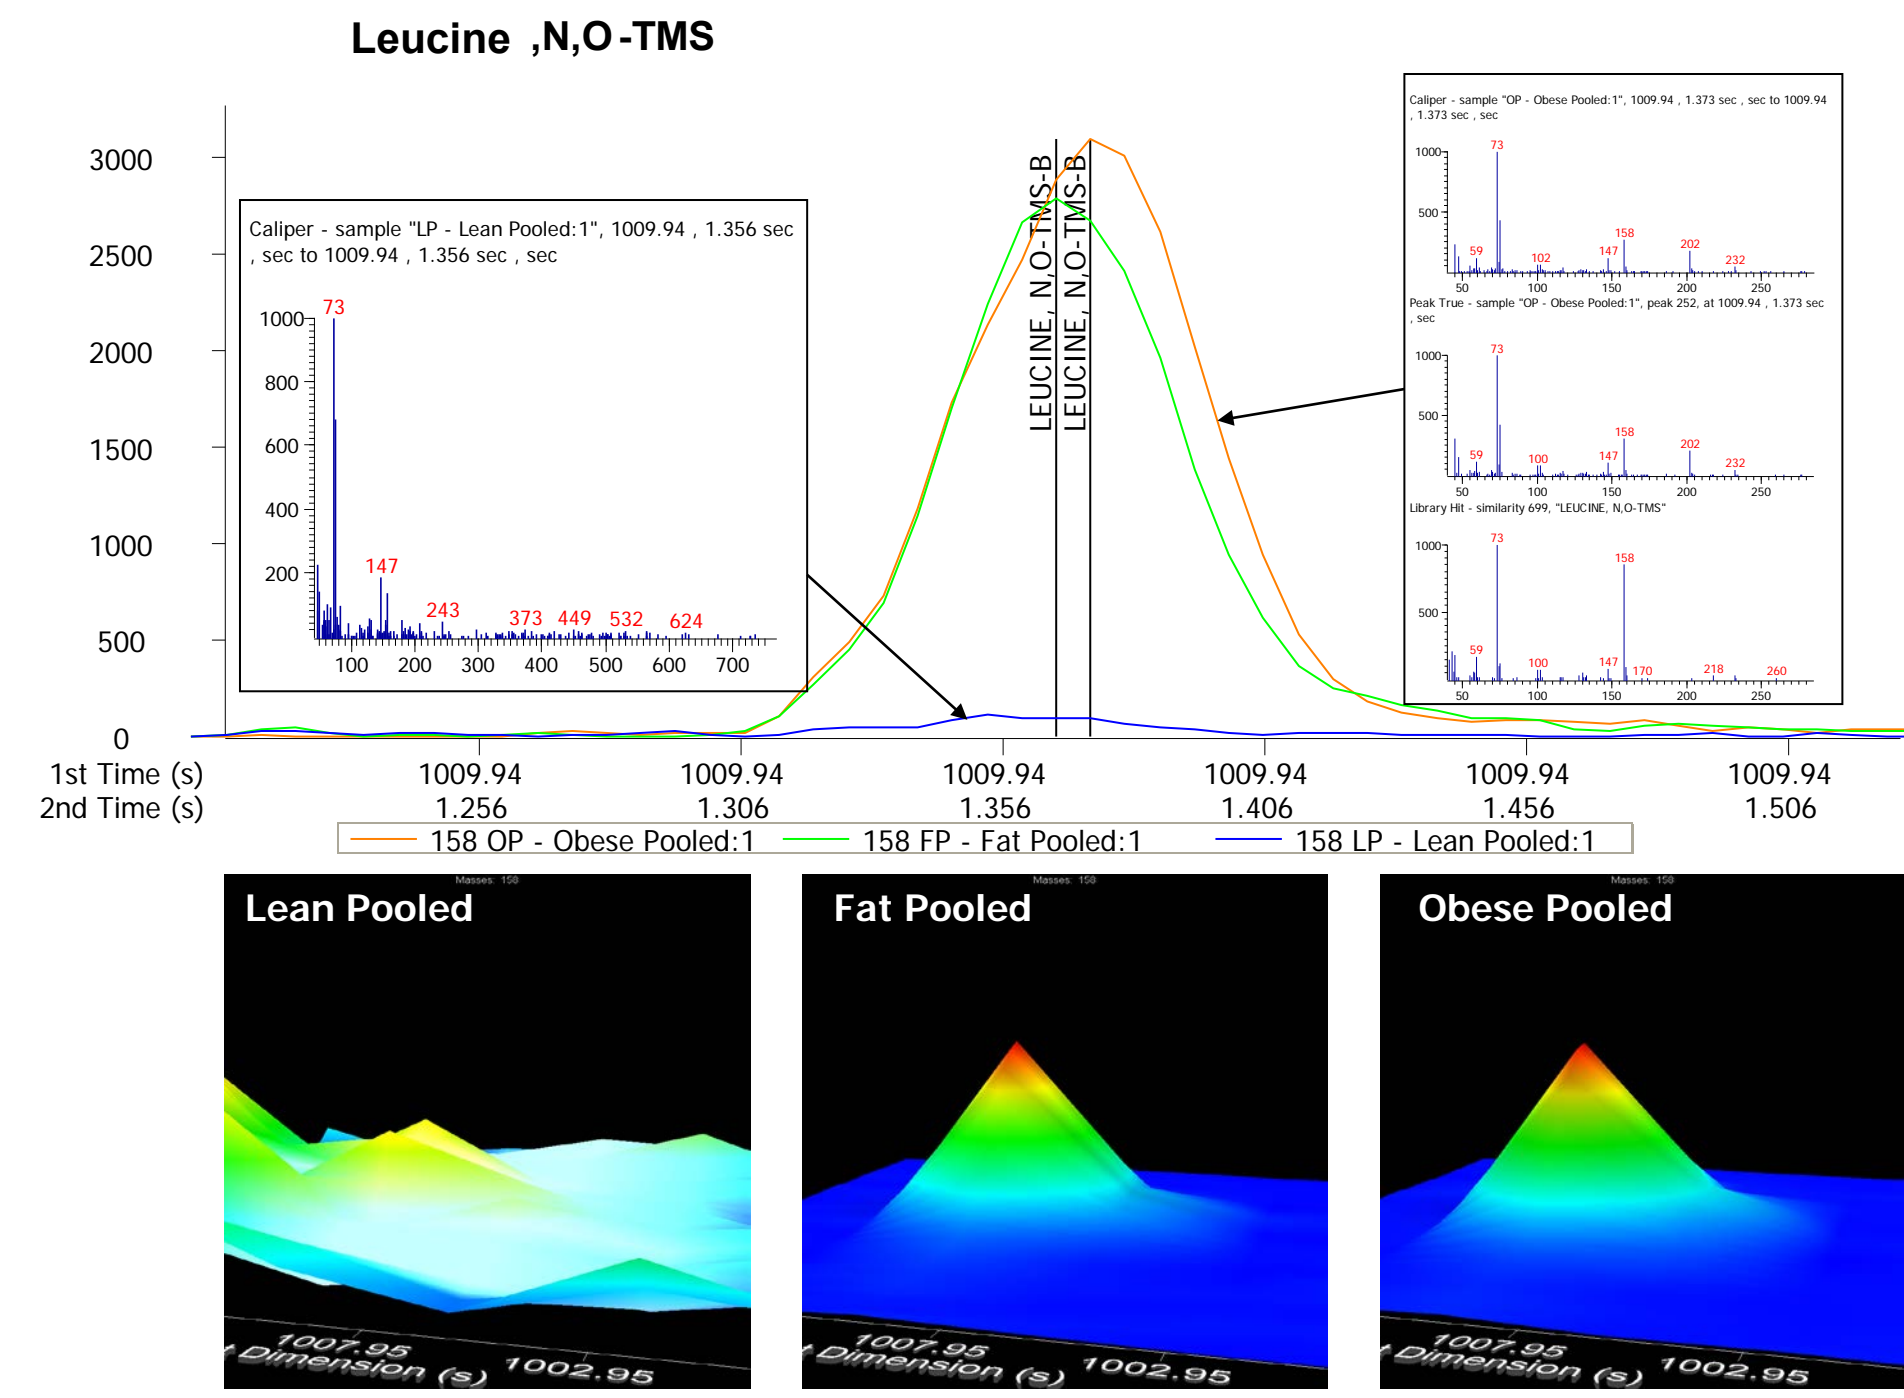 Leucine ,N,O-TMS
3000
2500
2000
1500
1000
500
0
Caliper - sample "LP - Lean Pooled:1", 1009.94 , 1.356 sec
, sec to 1009.94 , 1.356 sec , sec
1000
800
600
400
200
73
147
243
373
449
532
624
100 200 300 400 500 600 700
LEUCINE, N,O-TMS-B
LEUCINE, N,O-TMS-B
Caliper - sample "OP - Obese Pooled:1", 1009.94 , 1.373 sec , sec to 1009.94
, 1.373 sec , sec
1000
500
73
59
102
147
158
202
232
50 100 150 200 250
Peak True - sample "OP - Obese Pooled:1", peak 252, at 1009.94 , 1.373 sec
, sec
1000
500
73
59
100
147
158
202
232
50 100 150 200 250
Library Hit - similarity 699, "LEUCINE, N,O-TMS"
1000
500
73
59
100
147
158
170
218
260
50 100 150 200 250
1st Time (s) 1009.94 1009.94 1009.94 1009.94 1009.94 1009.94
2nd Time (s) 1.256 1.306 1.356 1.406 1.456 1.506
158 OP - Obese Pooled:1 158 FP - Fat Pooled:1 158 LP - Lean Pooled:1
Masses: 158
Lean Pooled
1007.95 1002.95
t Dimension (s)
Masses: 158
Fat Pooled
1007.95 1002.95
t Dimension (s)
Masses: 158
Obese Pooled
1007.95 1002.95
t Dimension (s)